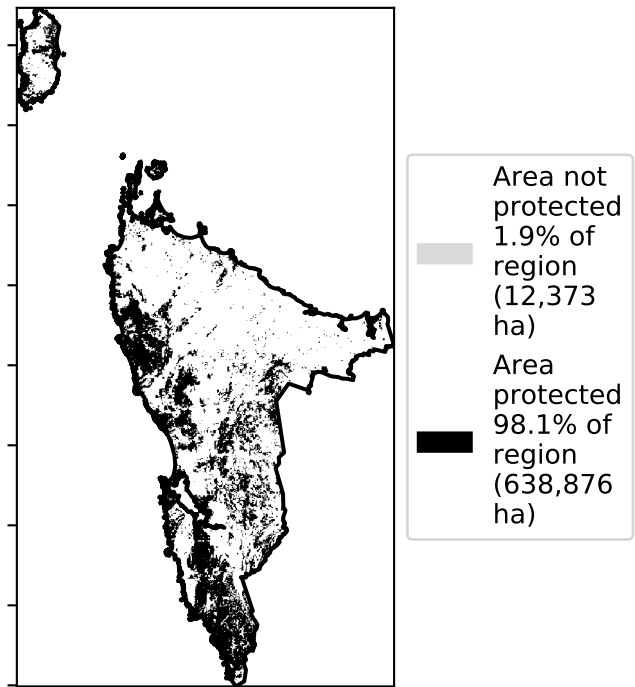 Area not
protected
1.9% of
region
(12,373
ha)
Area
protected
98.1% of
region
(638,876
ha)